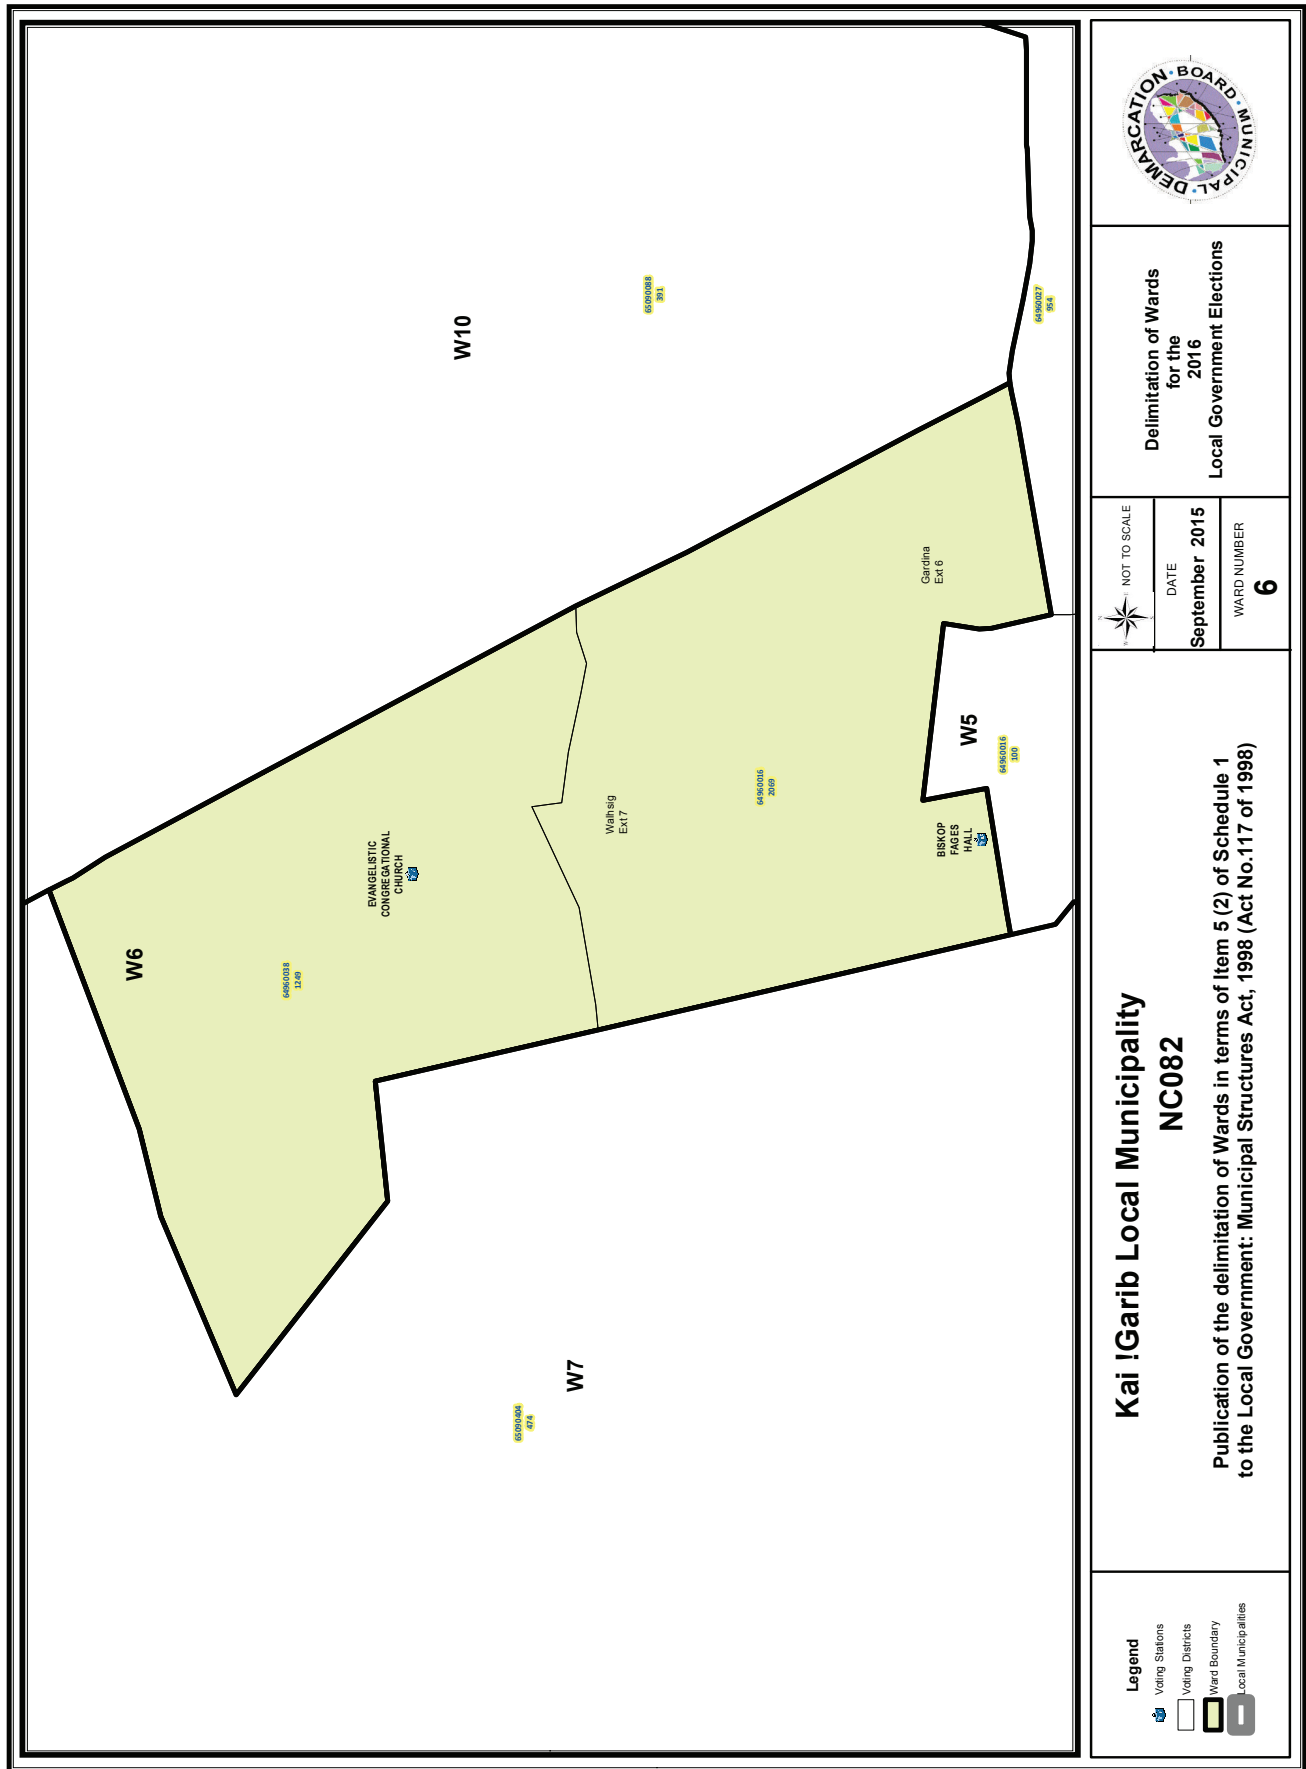 W10
65090088
391
64960027
954
Gardina
Ext 6
W5
64960016
100
64960016
2069
Walhsig
Ext 7
BISKOP
FAGES
HALL
EVANGELISTIC
CONGREGATIONAL
CHURCH
W6
64960038
1249
W7
65090404
474
Legend
Voting Stations
Voting Districts
Ward Boundary
Local Municipalities
Kai !Garib Local Municipality
NC082
Publication of the delimitation of Wards in terms of Item 5 (2) of Schedule 1
to the Local Government: Municipal Structures Act, 1998 (Act No.117 of 1998)
NOT TO SCALE
DATE
September 2015
WARD NUMBER
6
Delimitation of Wards
for the
2016
Local Government Elections
MUNICIPAL • DEMARCATION • BOARD •